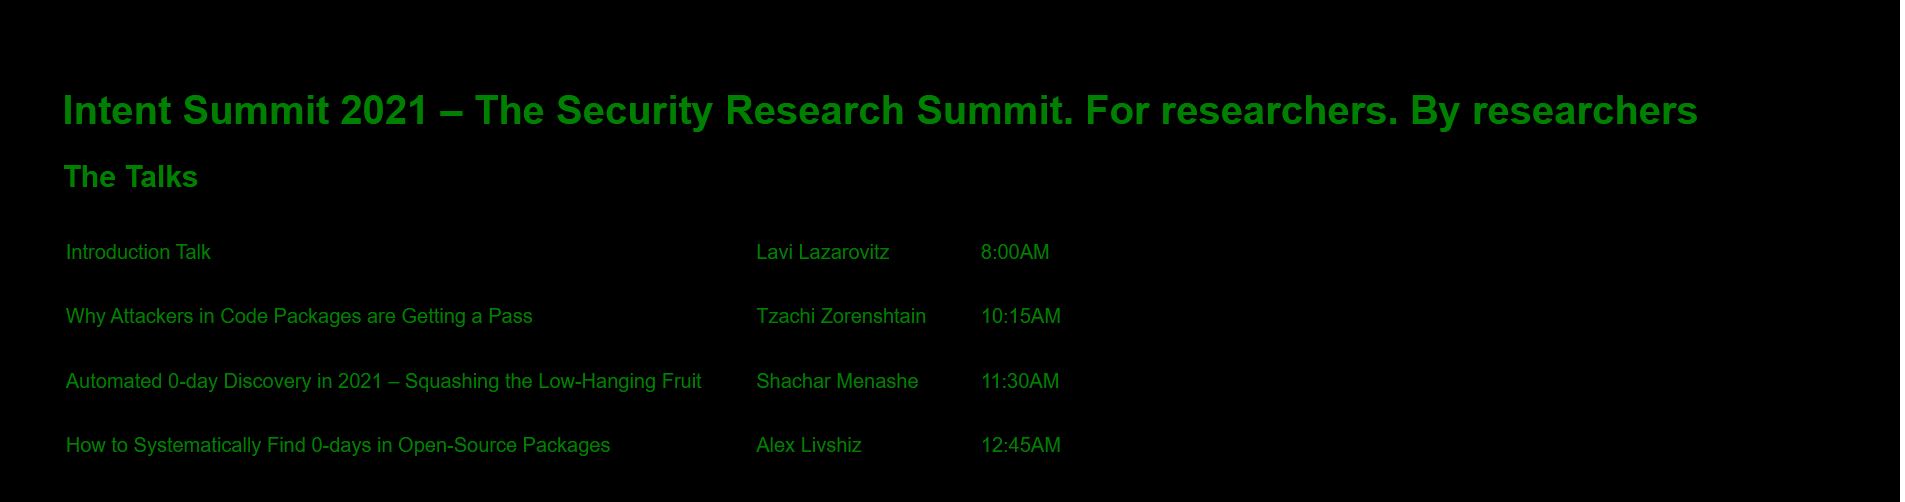 Intent Summit 2021 – The Security Research Summit. For researchers. By researchers
The Talks
Introduction Talk Lavi Lazarovitz 8:00AM
Why Attackers in Code Packages are Getting a Pass Tzachi Zorenshtain 10:15AM
Automated 0-day Discovery in 2021 – Squashing the Low-Hanging Fruit Shachar Menashe 11:30AM
How to Systematically Find 0-days in Open-Source Packages Alex Livshiz 12:45AM